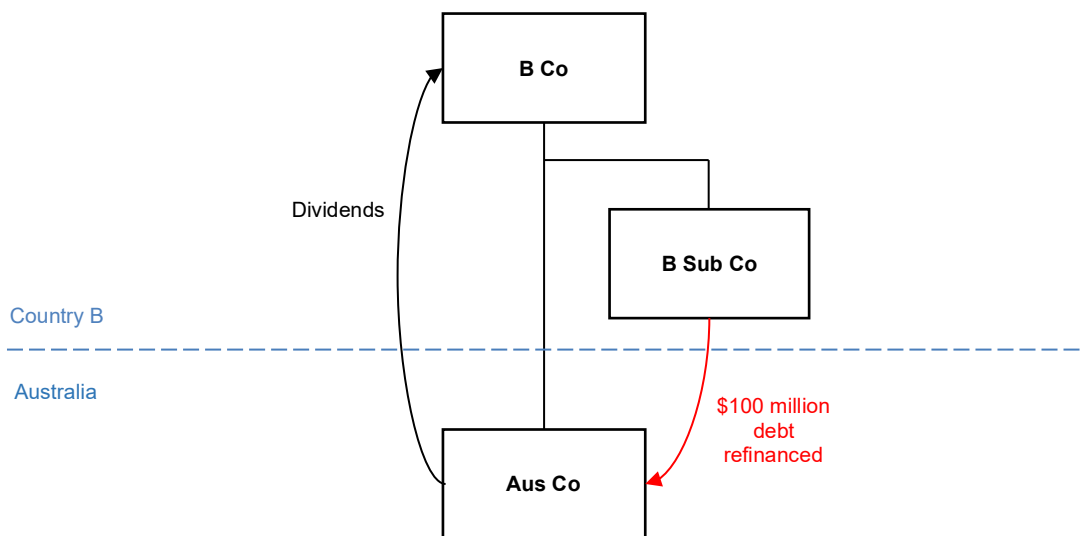 B Co
Dividends
B Sub Co
Country B
Australia
$100 million
debt
refinanced
Aus Co